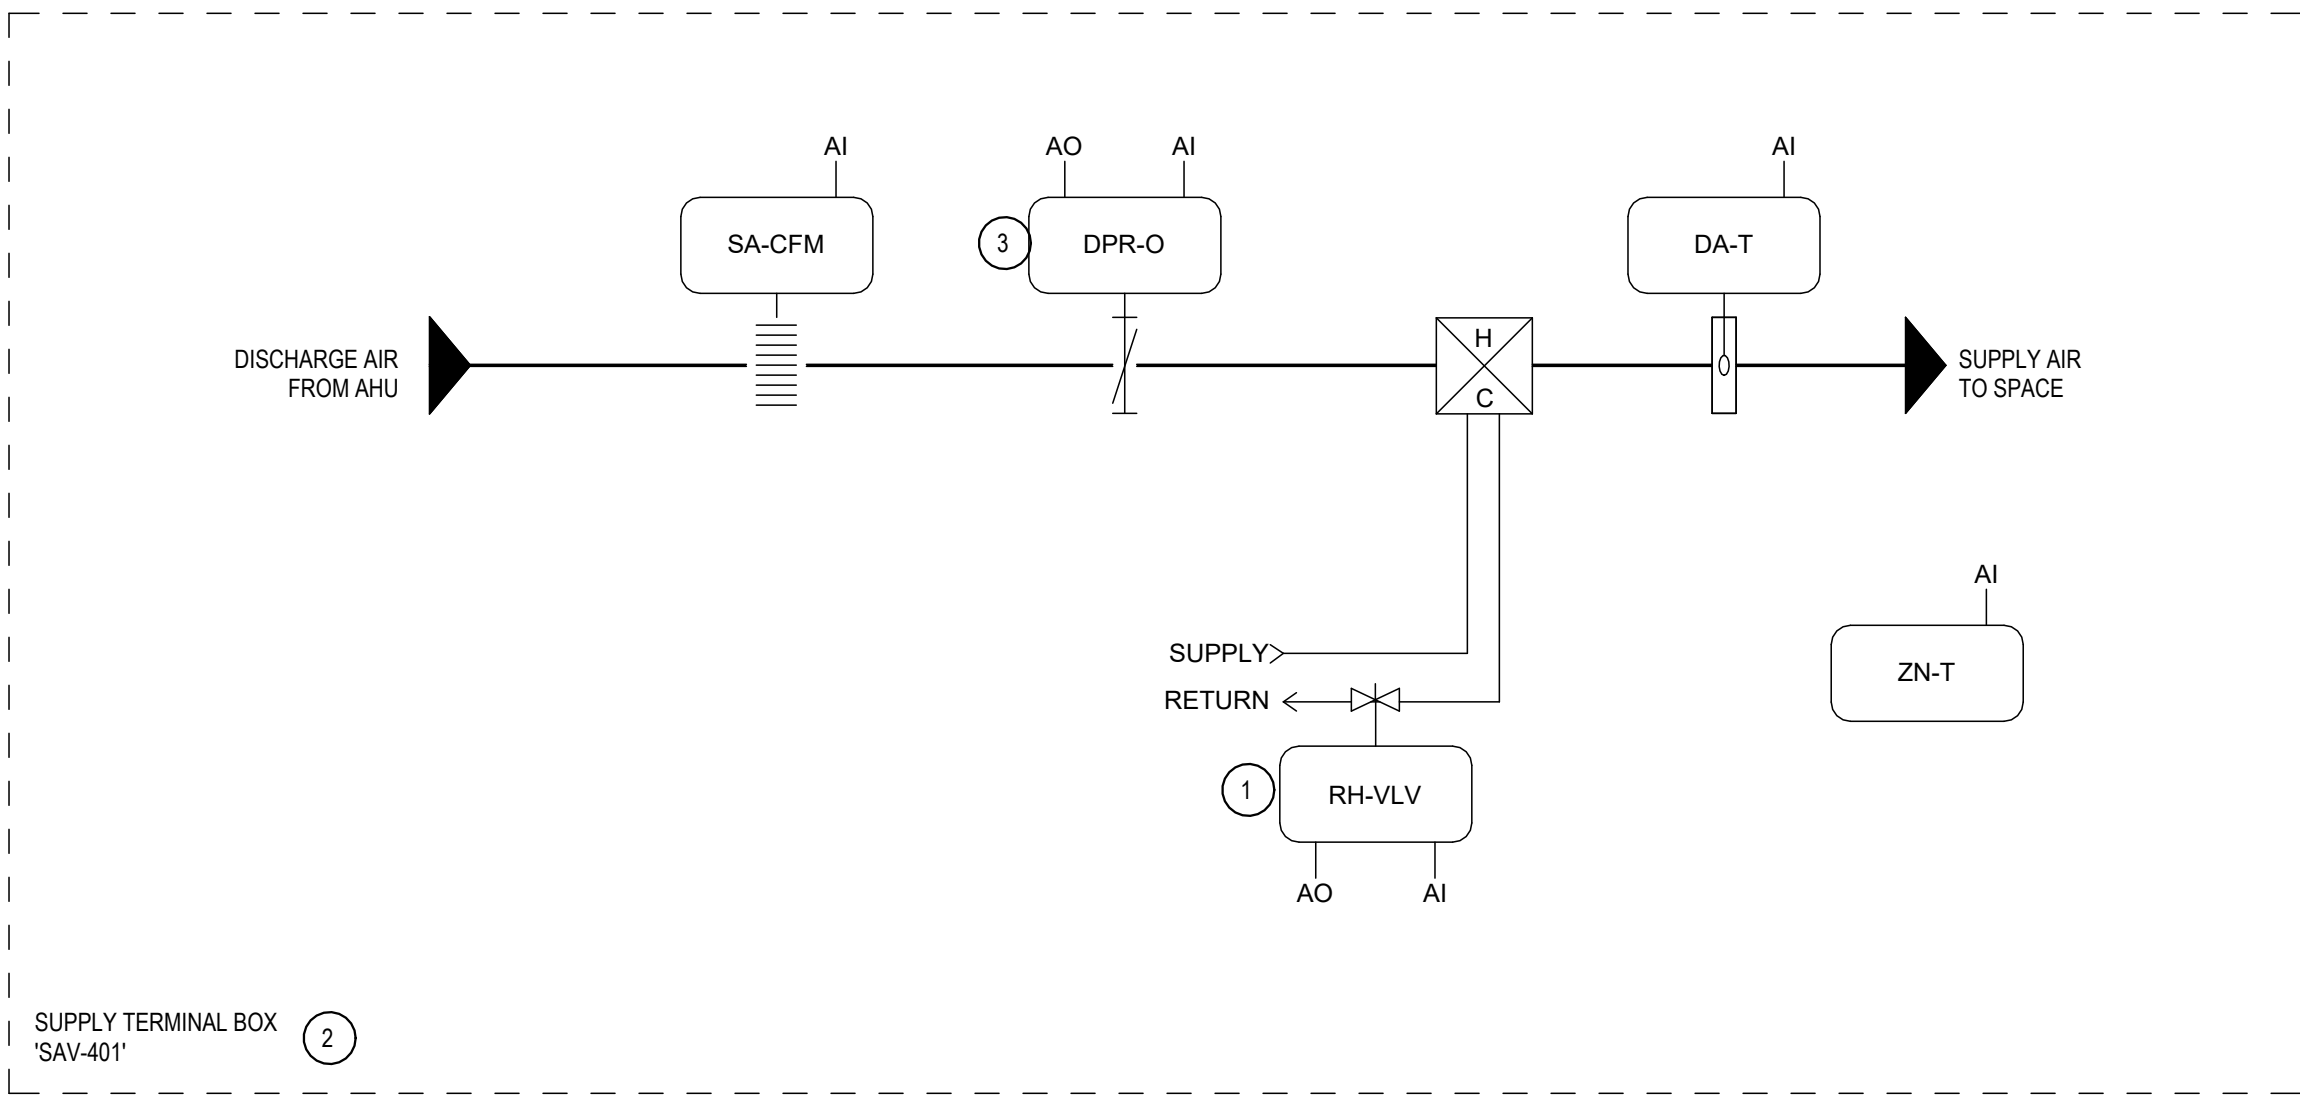 AI
AO
AI
AI
SA-CFM
3
DPR-O
DA-T
DISCHARGE AIR
FROM AHU
H
C
SUPPLY AIR
TO SPACE
AI
ZN-T
SUPPLY
RETURN
1
RH-VLV
AO
AI
SUPPLY TERMINAL BOX
'SAV-401'
2